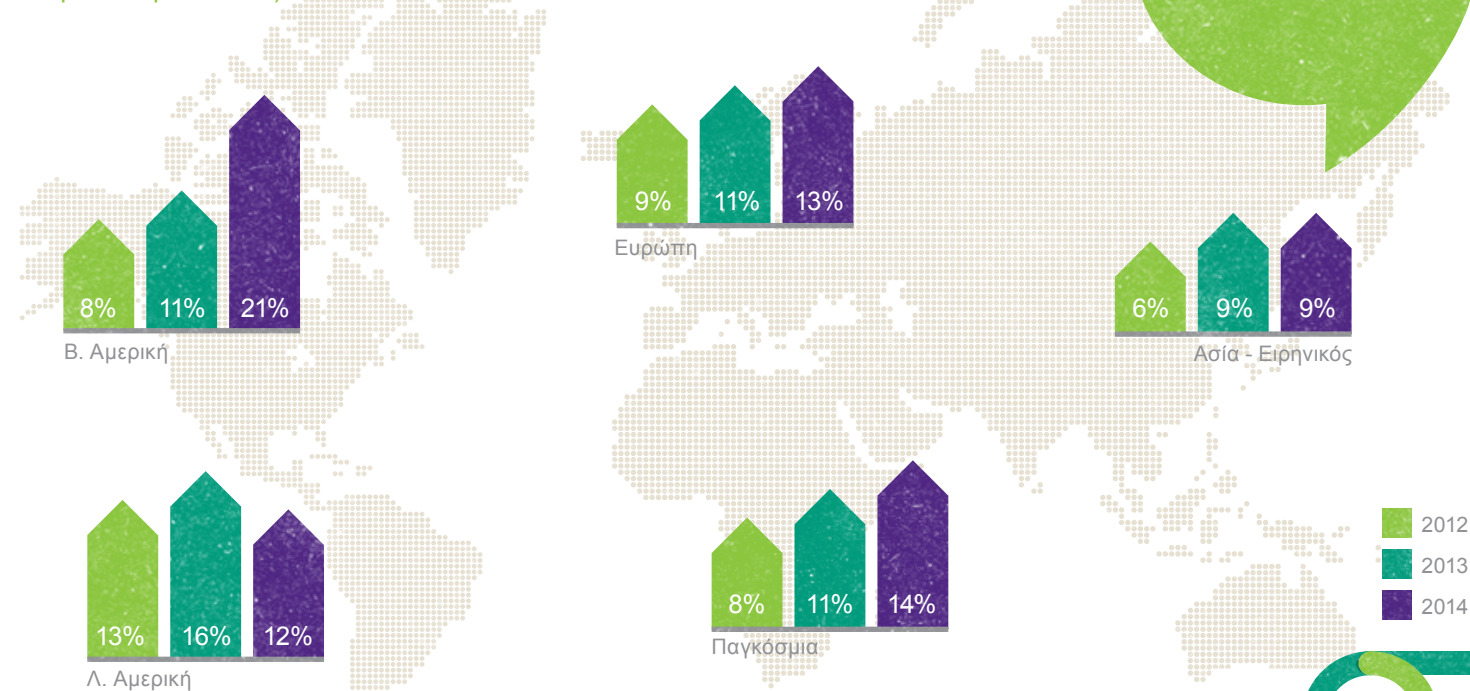 8% 11% 21%
Β. Αμερική
9% 11% 13%
Ευρώπη
6% 9% 9%
Ασία - Ειρηνικός
13% 16% 12%
Λ. Αμερική
8% 11% 14%
Παγκόσμια
2012
2013
2014